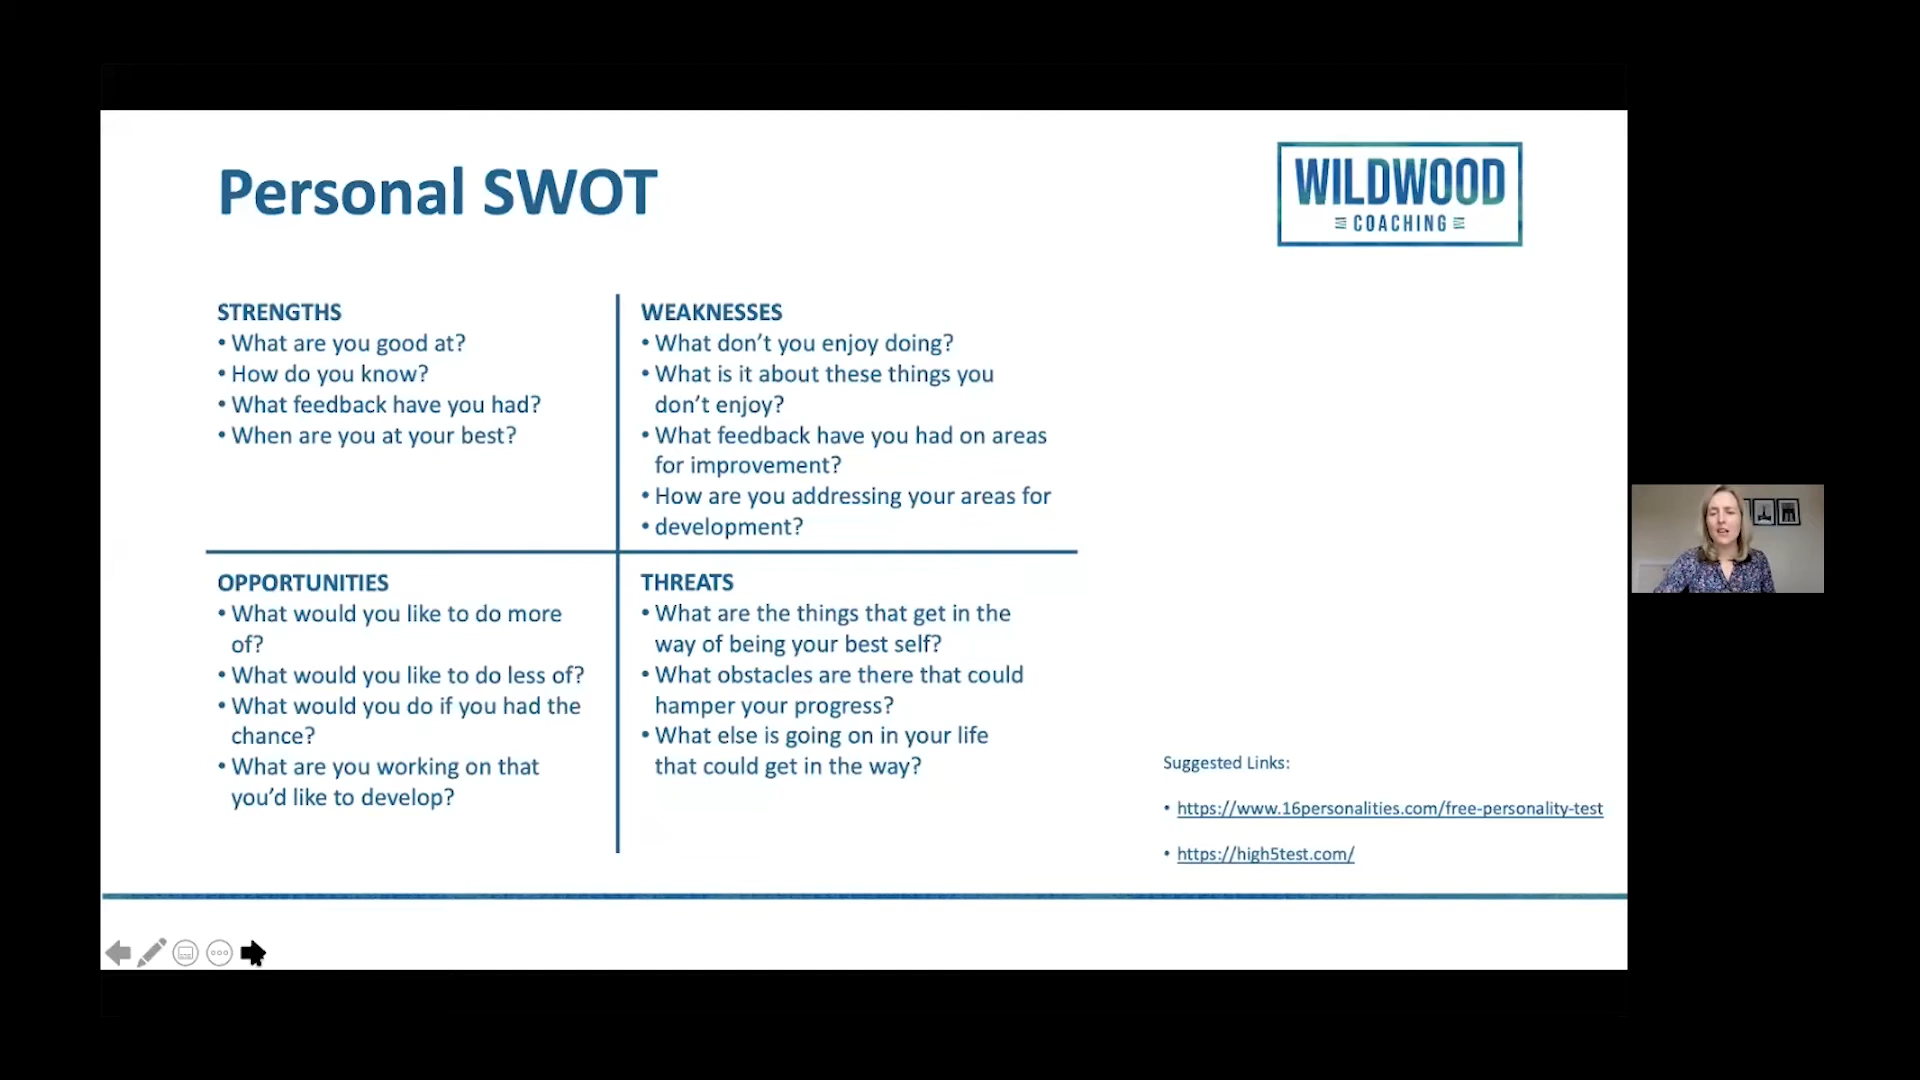 Personal SWOT
WILDWOOD
COACHING
STRENGTHS
• What are you good at?
• How do you know?
• What feedback have you had?
• When are you at your best?
WEAKNESSES
• What don’t you enjoy doing?
• What is it about these things you
don’t enjoy?
• What feedback have you had on areas
for improvement?
• How are you addressing your areas for
• development?
OPPORTUNITIES
• What would you like to do more
of?
• What would you like to do less of?
• What would you do if you had the
chance?
• What are you working on that
you’d like to develop?
THREATS
• What are the things that get in the
way of being your best self?
• What obstacles are there that could
hamper your progress?
• What else is going on in your life
that could get in the way?
Suggested Links:
• https://www.16personalities.com/free-personality-test
• https://high5test.com/